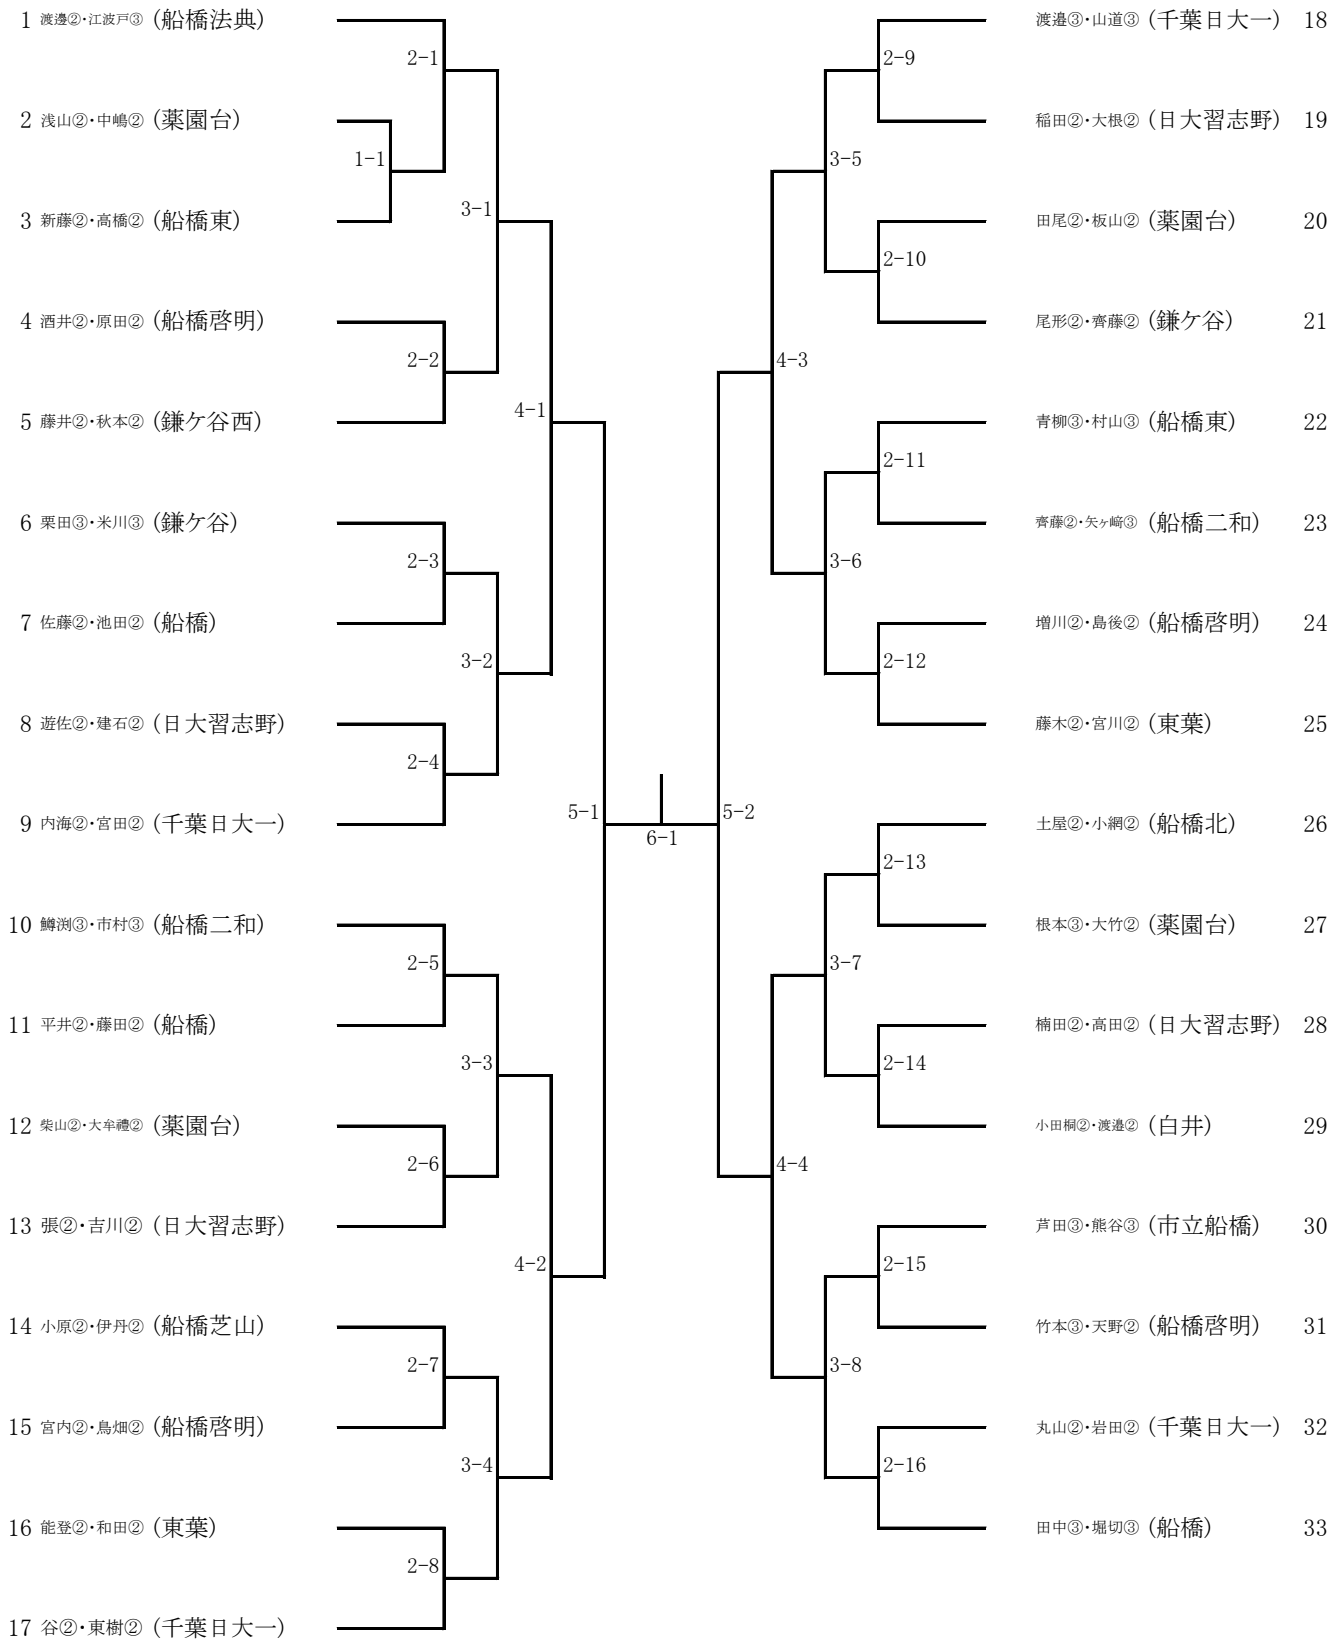 1 渡邉②・江波戸③ (船橋法典)
2 浅山②・中嶋② (薬園台)
3 新藤②・高橋② (船橋東)
4 酒井②・原田② (船橋啓明)
5 藤井②・秋本② (鎌ケ谷西)
6 栗田③・米川③ (鎌ケ谷)
7 佐藤②・池田② (船橋)
8 遊佐②・建石② (日大習志野)
9 内海②・宮田② (千葉日大一)
10 鱒渕③・市村③ (船橋二和)
11 平井②・藤田② (船橋)
12 柴山②・大牟禮② (薬園台)
13 張②・吉川② (日大習志野)
14 小原②・伊丹② (船橋芝山)
15 宮内②・鳥畑② (船橋啓明)
16 能登②・和田② (東葉)
17 谷②・東樹② (千葉日大一)
1-1
2-1
2-2
2-3
2-4
2-5
2-6
2-7
2-8
3-1
3-2
3-3
3-4
4-1
4-2
5-1
6-1
5-2
4-3
4-4
3-5
3-6
3-7
3-8
2-9
2-10
2-11
2-12
2-13
2-14
2-15
2-16
渡邉③・山道③ (千葉日大一) 18
稲田②・大根② (日大習志野) 19
田尾②・板山② (薬園台) 20
尾形②・齊藤② (鎌ケ谷) 21
青柳③・村山③ (船橋東) 22
齊藤②・矢ヶ﨑③ (船橋二和) 23
増川②・島後② (船橋啓明) 24
藤木②・宮川② (東葉) 25
土屋②・小網② (船橋北) 26
根本③・大竹② (薬園台) 27
楠田②・高田② (日大習志野) 28
小田桐②・渡邉② (白井) 29
芦田③・熊谷③ (市立船橋) 30
竹本③・天野② (船橋啓明) 31
丸山②・岩田② (千葉日大一) 32
田中③・堀切③ (船橋) 33